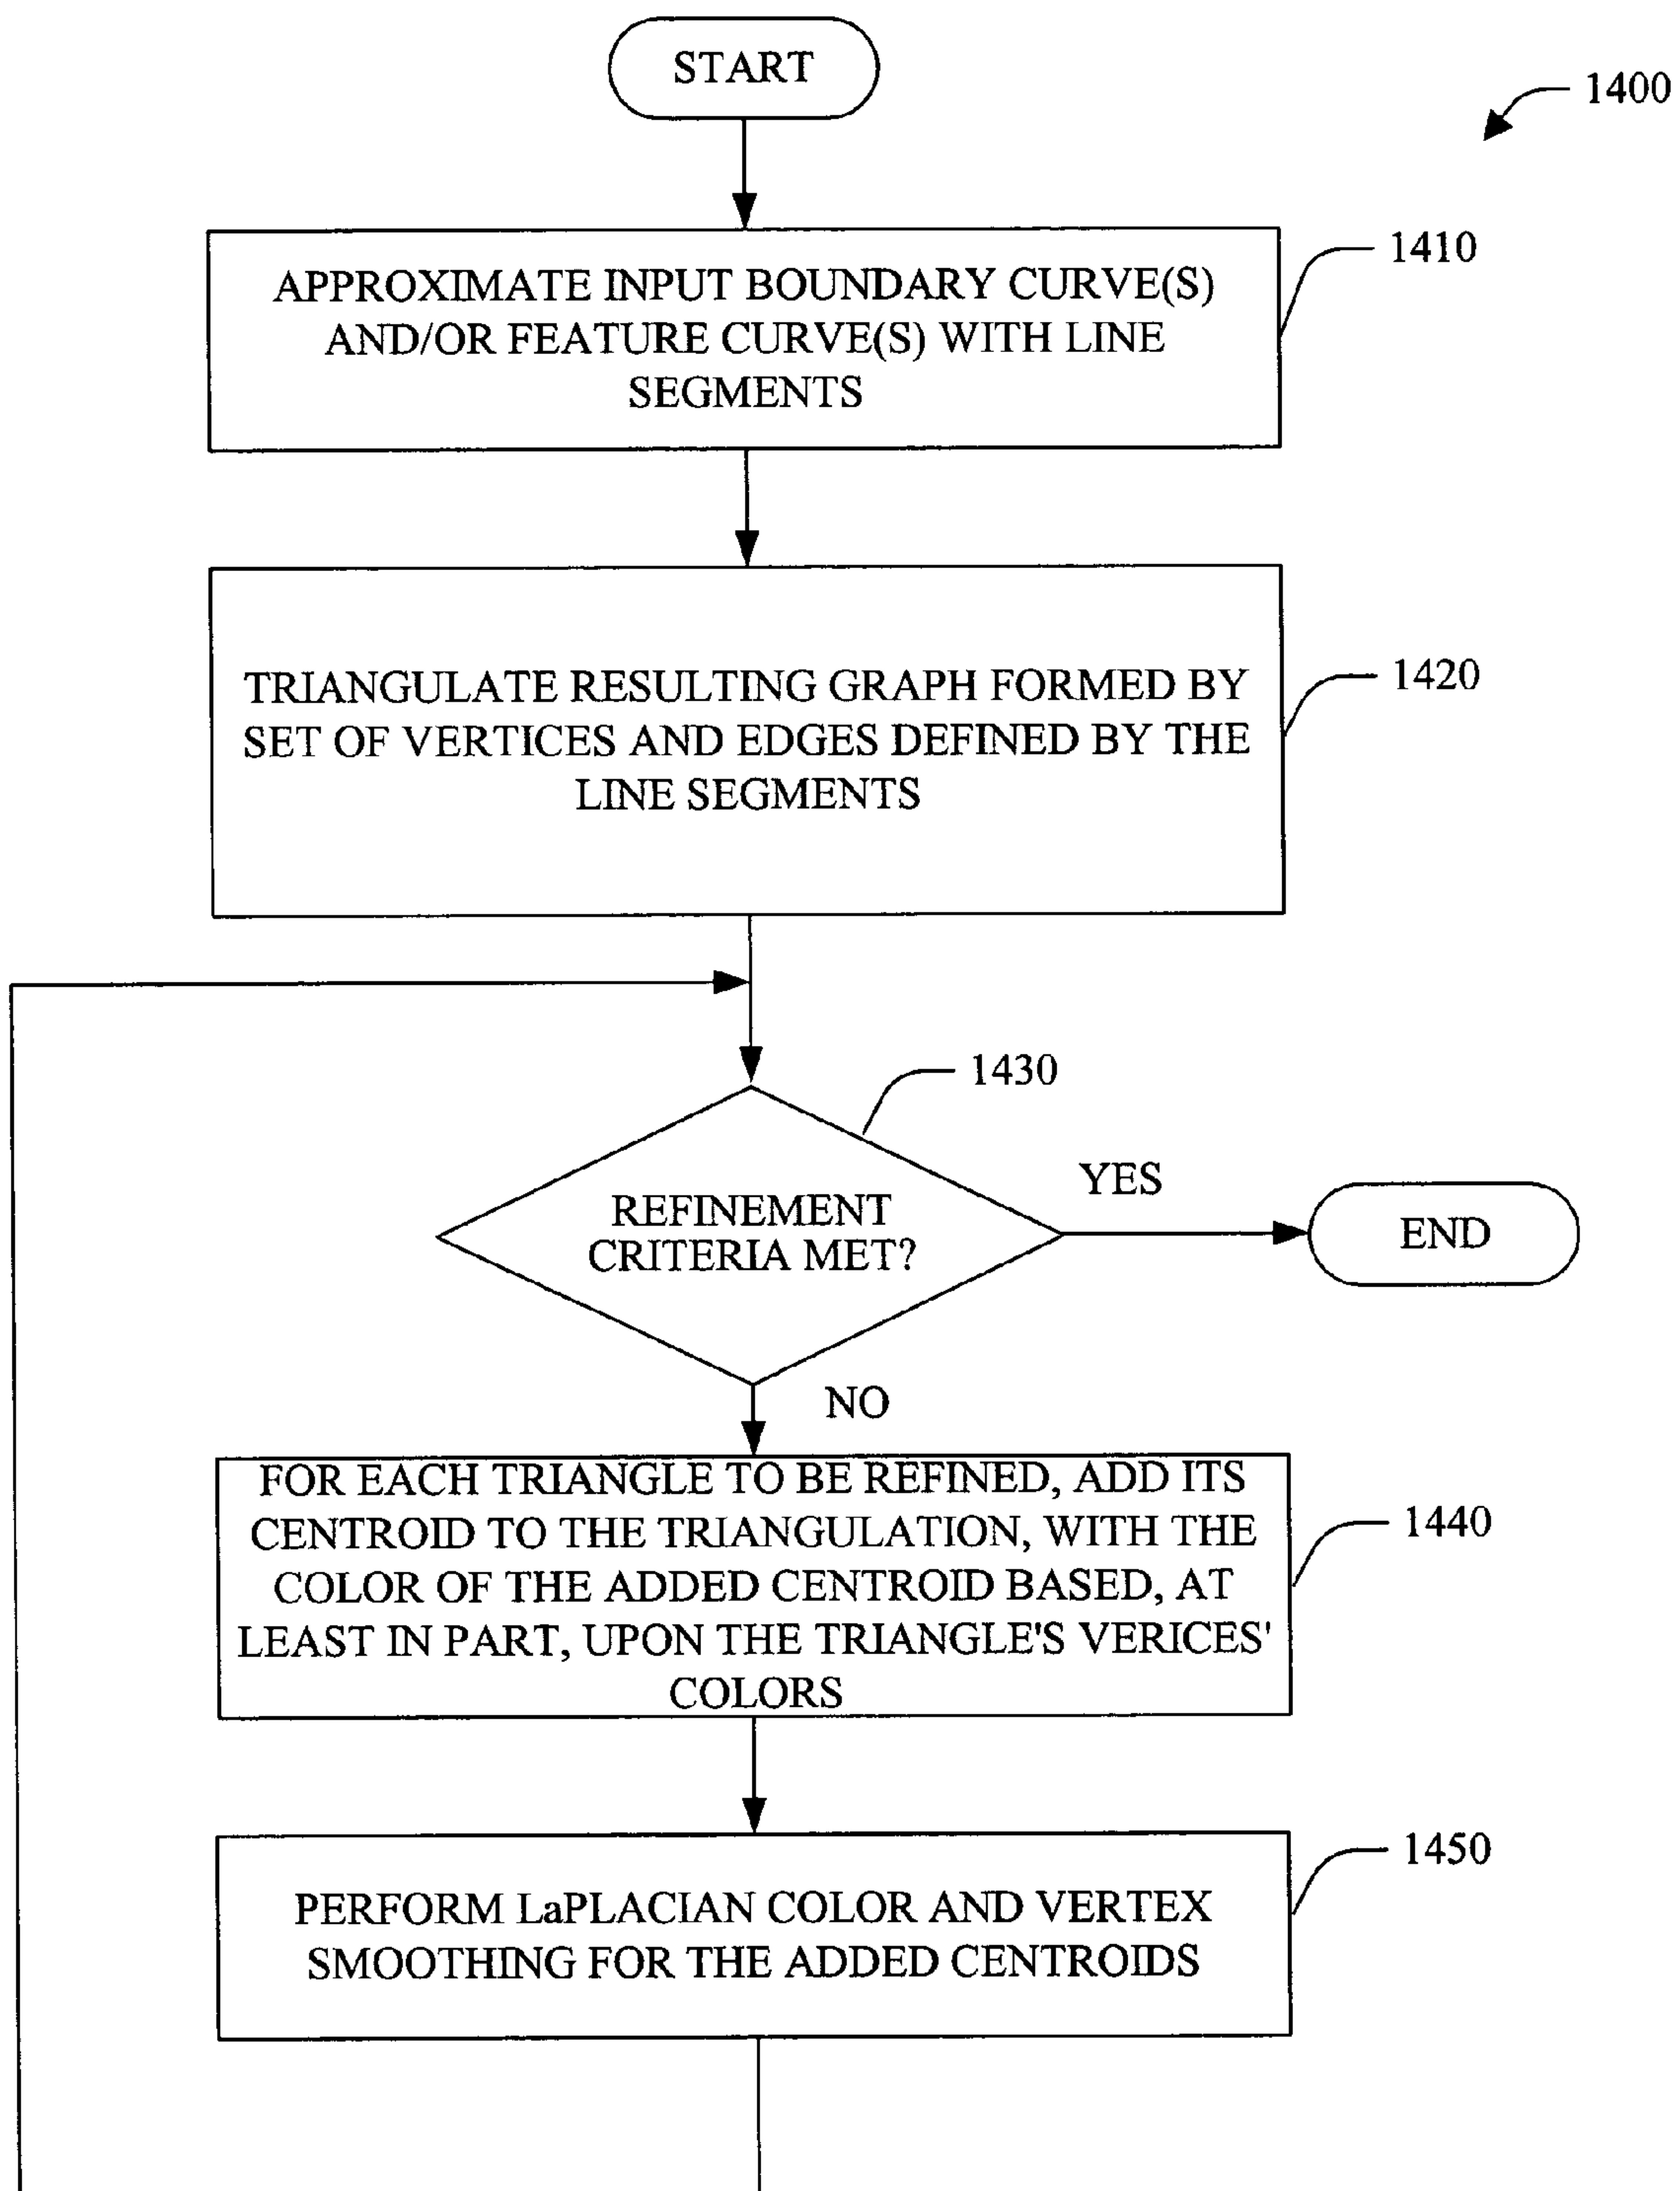 START
1400
1410
APPROXIMATE INPUT BOUNDARY CURVE(S)
AND/OR FEATURE CURVE(S) WITH LINE
SEGMENTS
1420
TRIANGULATE RESULTING GRAPH FORMED BY
SET OF VERTICES AND EDGES DEFINED BY THE
LINE SEGMENTS
1430
YES
REFINEMENT
CRITERIA MET?
END
NO
FOR EACH TRIANGLE TO BE REFINED, ADD ITS
CENTROID TO THE TRIANGULATION, WITH THE
COLOR OF THE ADDED CENTROID BASED, AT
LEAST IN PART, UPON THE TRIANGLE'S VERICES'
COLORS
1440
1450
PERFORM LaPLACIAN COLOR AND VERTEX
SMOOTHING FOR THE ADDED CENTROIDS